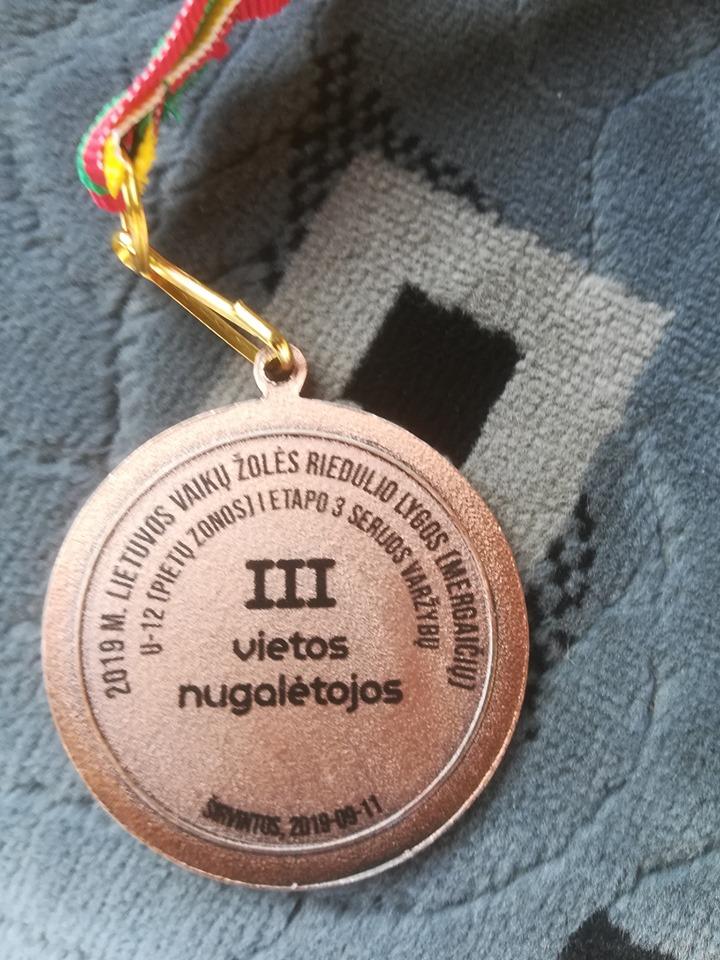 2019 M. LIETUVOS VAIKŲ ŽOLĖS RIEDULIO LYGOS (MERGAIČIŲ)
U-12 (PIETŲ ZONOS) I ETAPO 3 SERIJOS VARŽYBŲ
III
vietos
nugalėtojos
ŠIRVINTOS, 2019-09-11